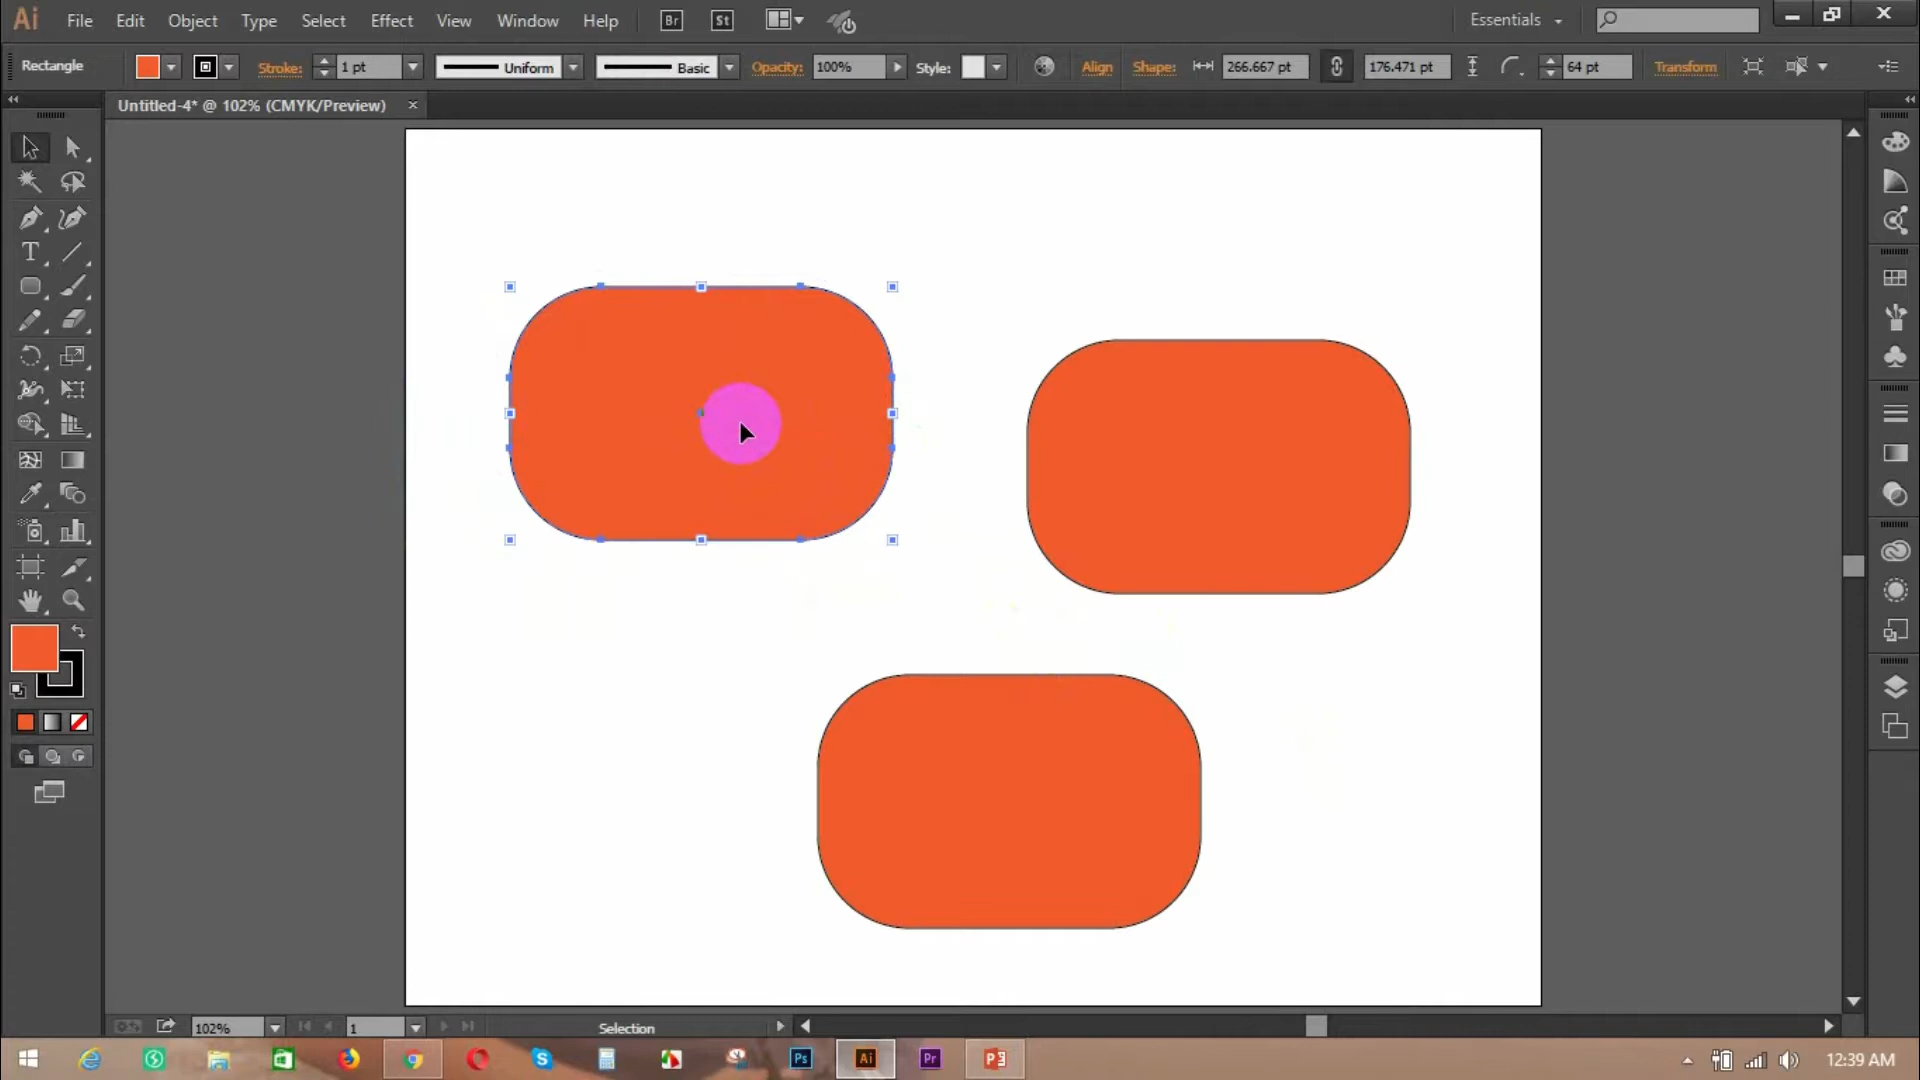 Ai File Edit Object Type Select Effect View Window Help Br St Essentials
Rectangle Stroke: 1 pt Uniform Basic Opacity: 100% Style: Align Shape: 266.667 pt 176.471 pt 64 pt Transform
Untitled-4* @ 102% (CMYK/Preview) ×
T
102% 1 Selection
Ps Ai Pr P3 12:39 AM